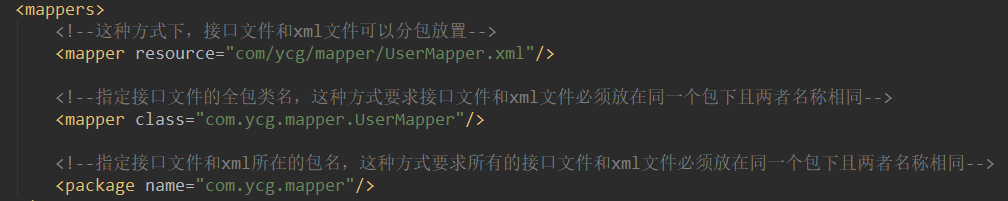 <mappers>
<!--这种方式下，接口文件和xml文件可以分包放置-->
<mapper resource="com/ycg/mapper/UserMapper.xml"/>
<!--指定接口文件的全包类名，这种方式要求接口文件和xml文件必须放在同一个包下且两者名称相同-->
<mapper class="com.ycg.mapper.UserMapper"/>
<!--指定接口文件和xml所在的包名，这种方式要求所有的接口文件和xml文件必须放在同一个包下且两者名称相同-->
<package name="com.ycg.mapper"/>